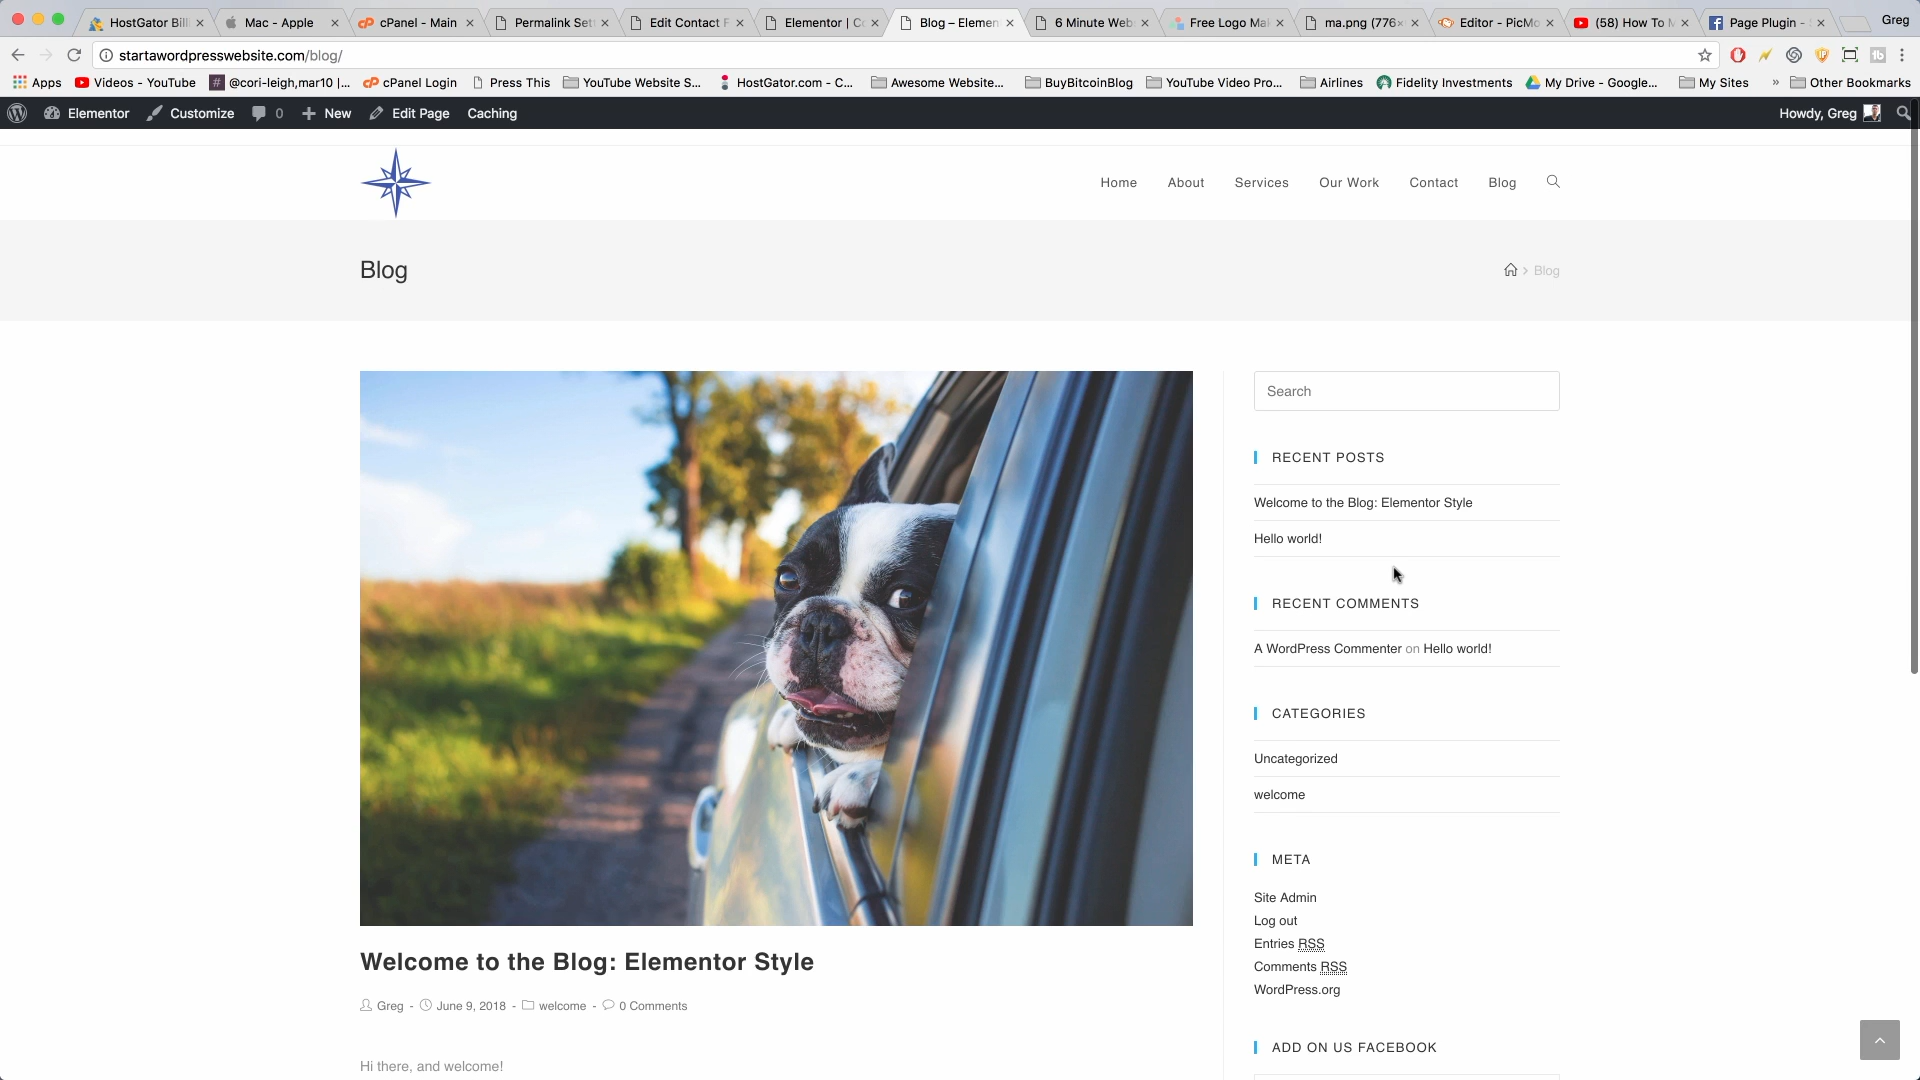 HostGator Bill
Mac - Apple
cPanel - Main
Permalink Set
Edit Contact F
Elementor | C
Blog – Elemen
6 Minute Web
Free Logo Ma
ma.png (776×
Editor - PicMo
(58) How To M
Page Plugin -
Greg
startawordpresswebsite.com/blog/
Apps
Videos - YouTube
@cori-leigh,mar10 |...
cPanel Login
Press This
YouTube Website S...
HostGator.com - C...
Awesome Website...
BuyBitcoinBlog
YouTube Video Pro...
Airlines
Fidelity Investments
My Drive - Google...
My Sites
»
Other Bookmarks
Elementor
Customize
0
New
Edit Page
Caching
Howdy, Greg
Home
About
Services
Our Work
Contact
Blog
Blog
> Blog
Search
RECENT POSTS
Welcome to the Blog: Elementor Style
Hello world!
RECENT COMMENTS
A WordPress Commenter on Hello world!
CATEGORIES
Uncategorized
welcome
META
Site Admin
Log out
Entries RSS
Comments RSS
WordPress.org
ADD ON US FACEBOOK
Welcome to the Blog: Elementor Style
Greg - June 9, 2018 - welcome - 0 Comments
Hi there, and welcome!